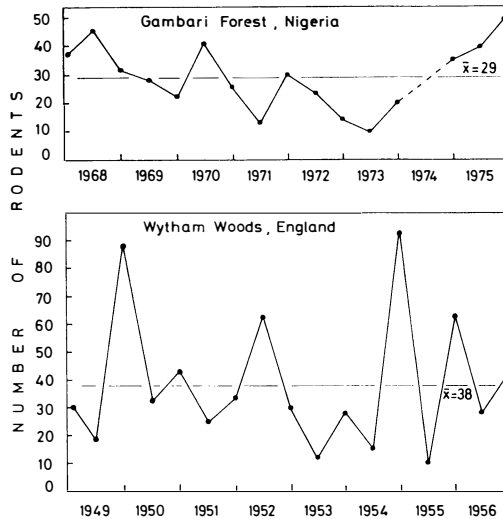 Gambari Forest , Nigeria
50
40
30
20
10
0
x̄=29
1968 1969 1970 1971 1972 1973 1974 1975
NUMBER OF RODENTS
Wytham Woods, England
90
80
70
60
50
40
30
20
10
0
x̄=38
1949 1950 1951 1952 1953 1954 1955 1956